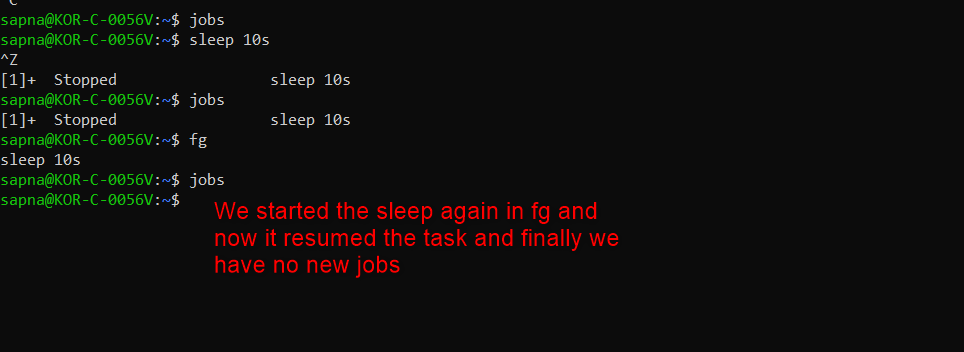 ^C
sapna@KOR-C-0056V:~$ jobs
sapna@KOR-C-0056V:~$ sleep 10s
^Z
[1]+  Stopped                 sleep 10s
sapna@KOR-C-0056V:~$ jobs
[1]+  Stopped                 sleep 10s
sapna@KOR-C-0056V:~$ fg
sleep 10s
sapna@KOR-C-0056V:~$ jobs
sapna@KOR-C-0056V:~$
We started the sleep again in fg and
now it resumed the task and finally we
have no new jobs